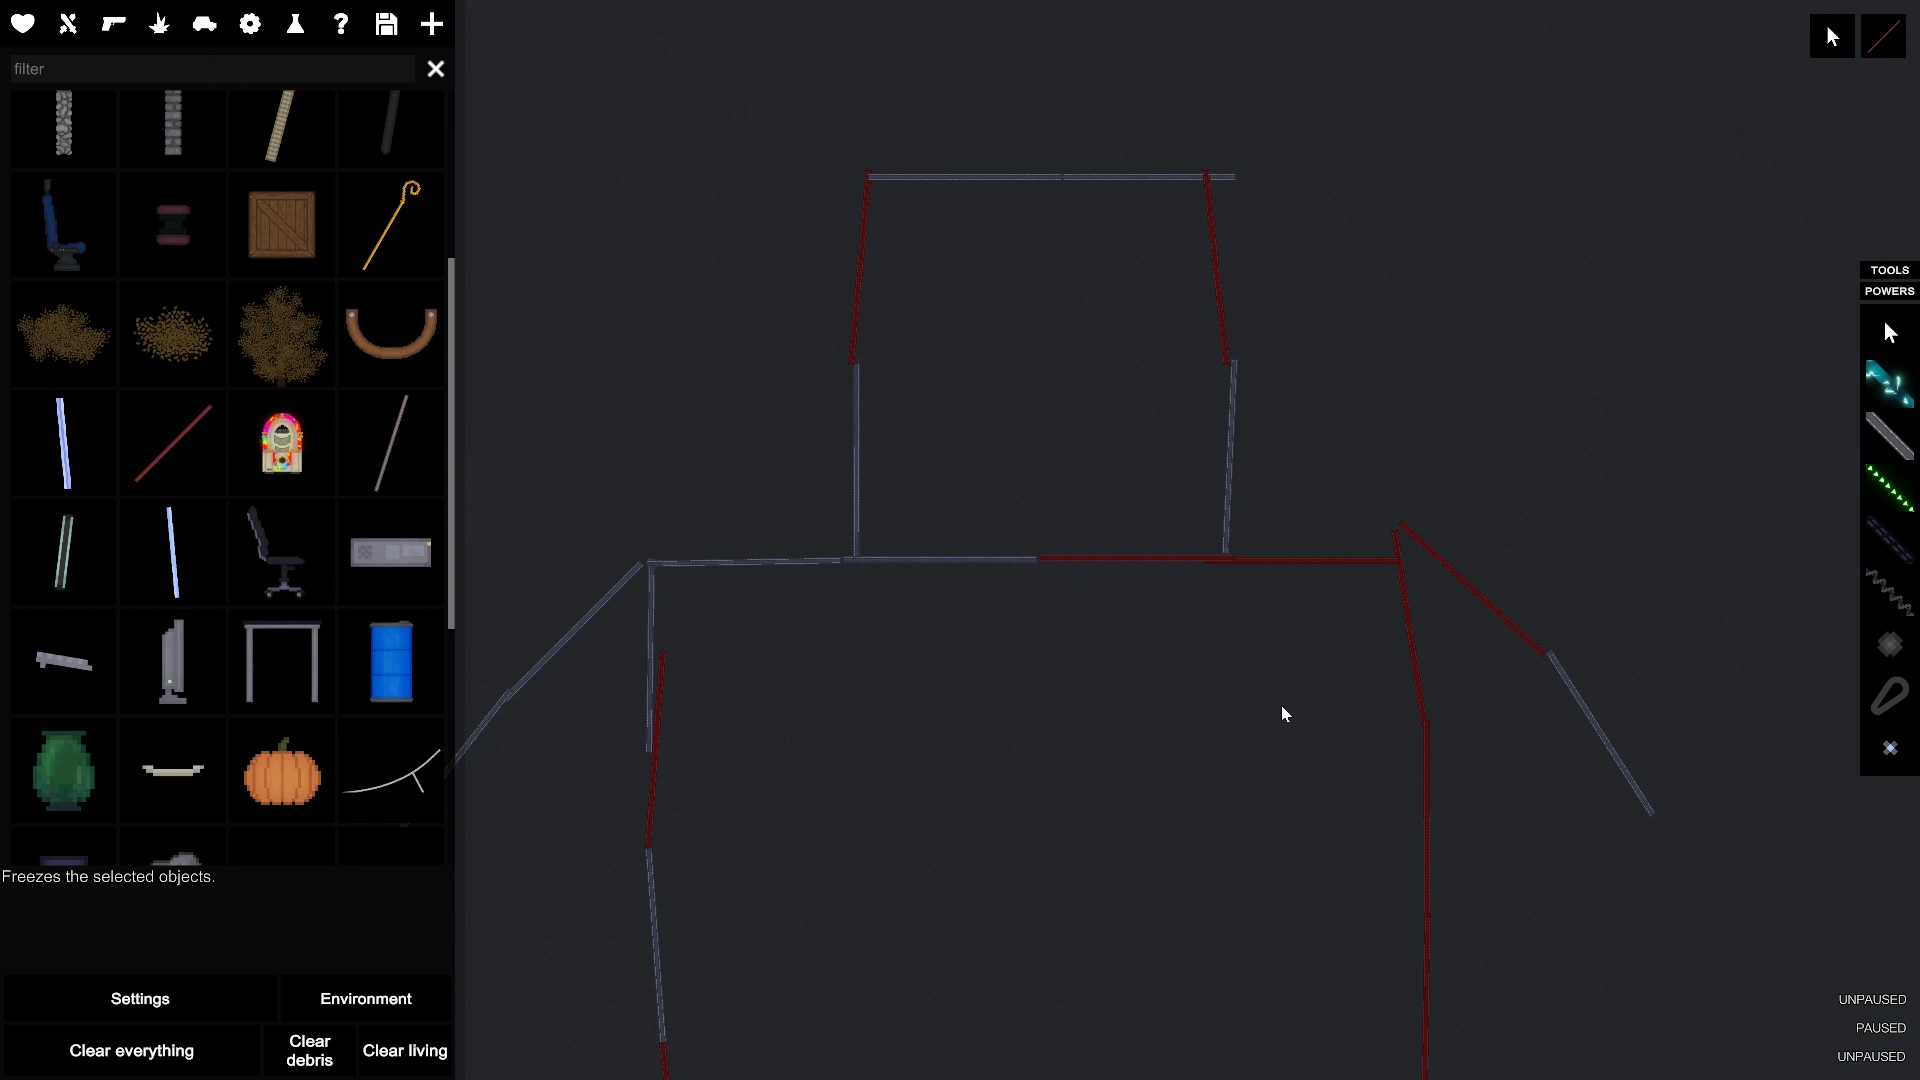 filter
TOOLS
POWERS
Freezes the selected objects.
Settings
Environment
Clear everything
Clear debris
Clear living
UNPAUSED
PAUSED
UNPAUSED